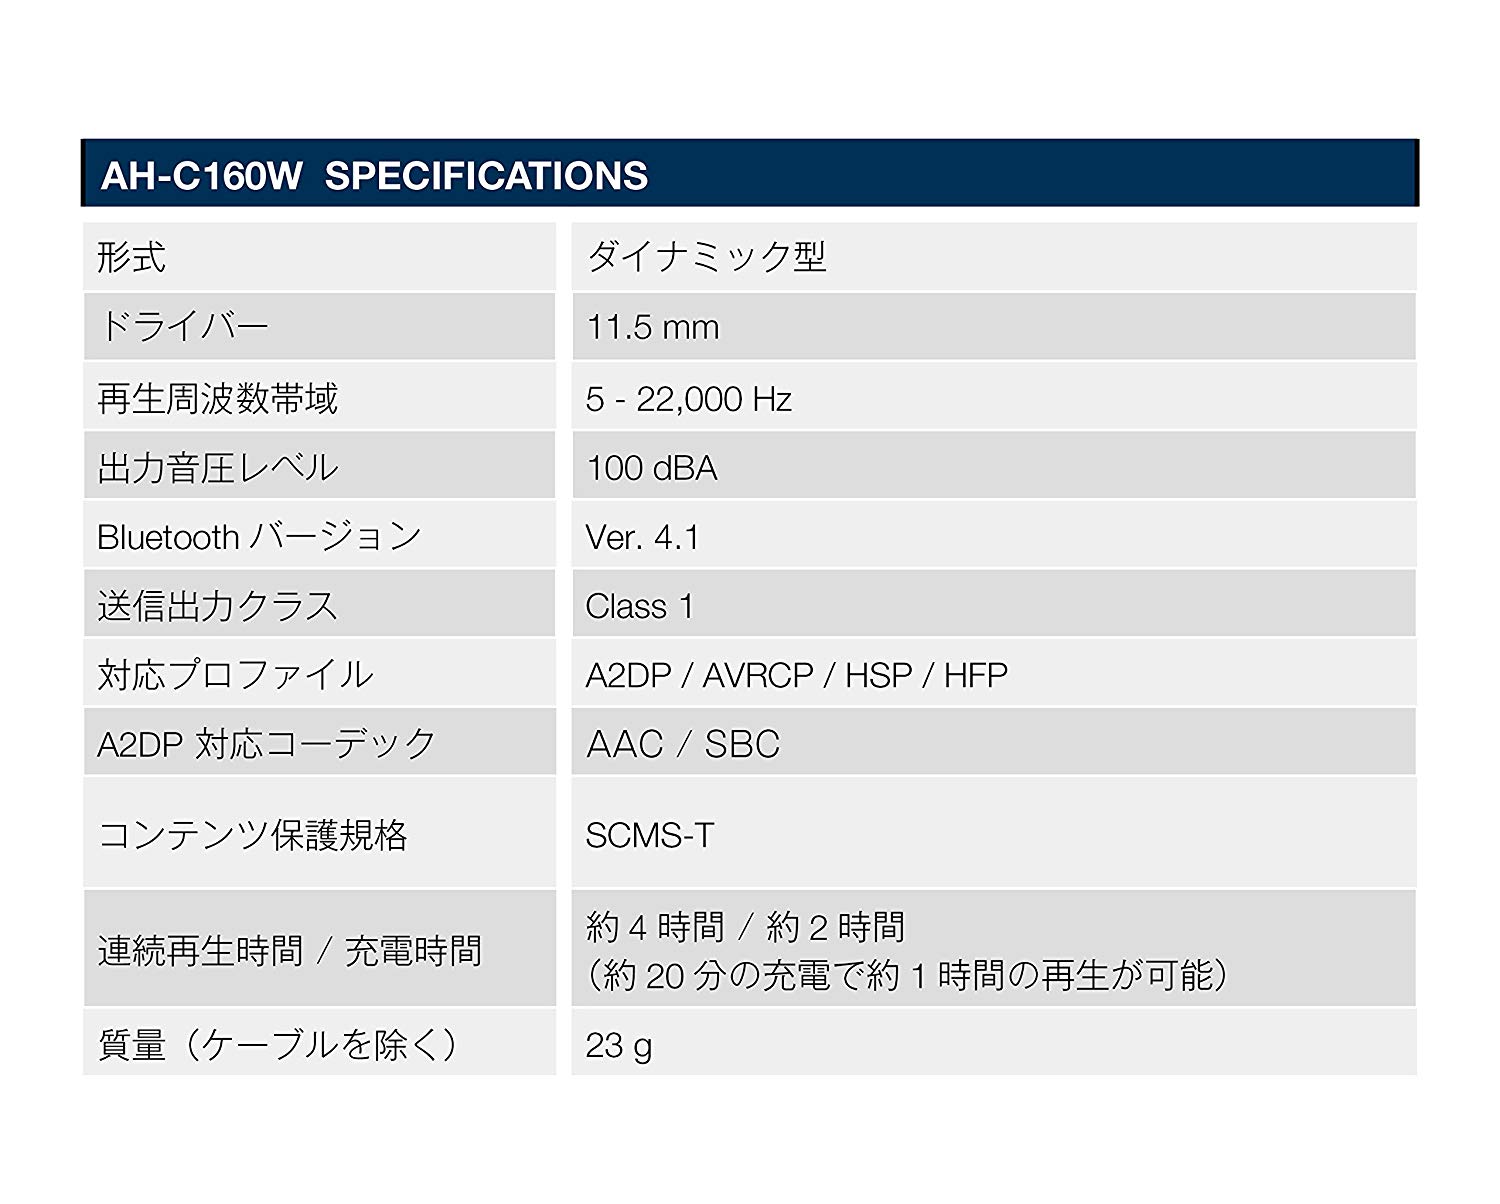 AH-C160W SPECIFICATIONS
形式 ダイナミック型
ドライバー 11.5 mm
再生周波数帯域 5 - 22,000 Hz
出力音圧レベル 100 dBA
Bluetooth バージョン Ver. 4.1
送信出力クラス Class 1
対応プロファイル A2DP / AVRCP / HSP / HFP
A2DP 対応コーデック AAC / SBC
コンテンツ保護規格 SCMS-T
連続再生時間 / 充電時間 約 4 時間 / 約 2 時間
（約 20 分の充電で約 1 時間の再生が可能）
質量（ケーブルを除く） 23 g